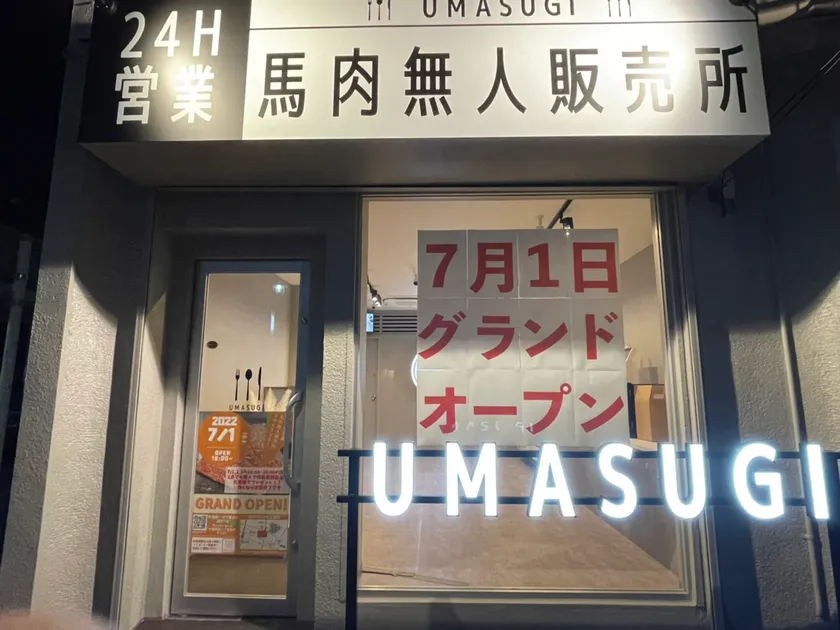 UMASUGI
24H
営業
馬肉無人販売所
7月1日
グランド
オープン
UMASUGI
2022
7/1
OPEN
GRAND OPEN!
UMASUGI